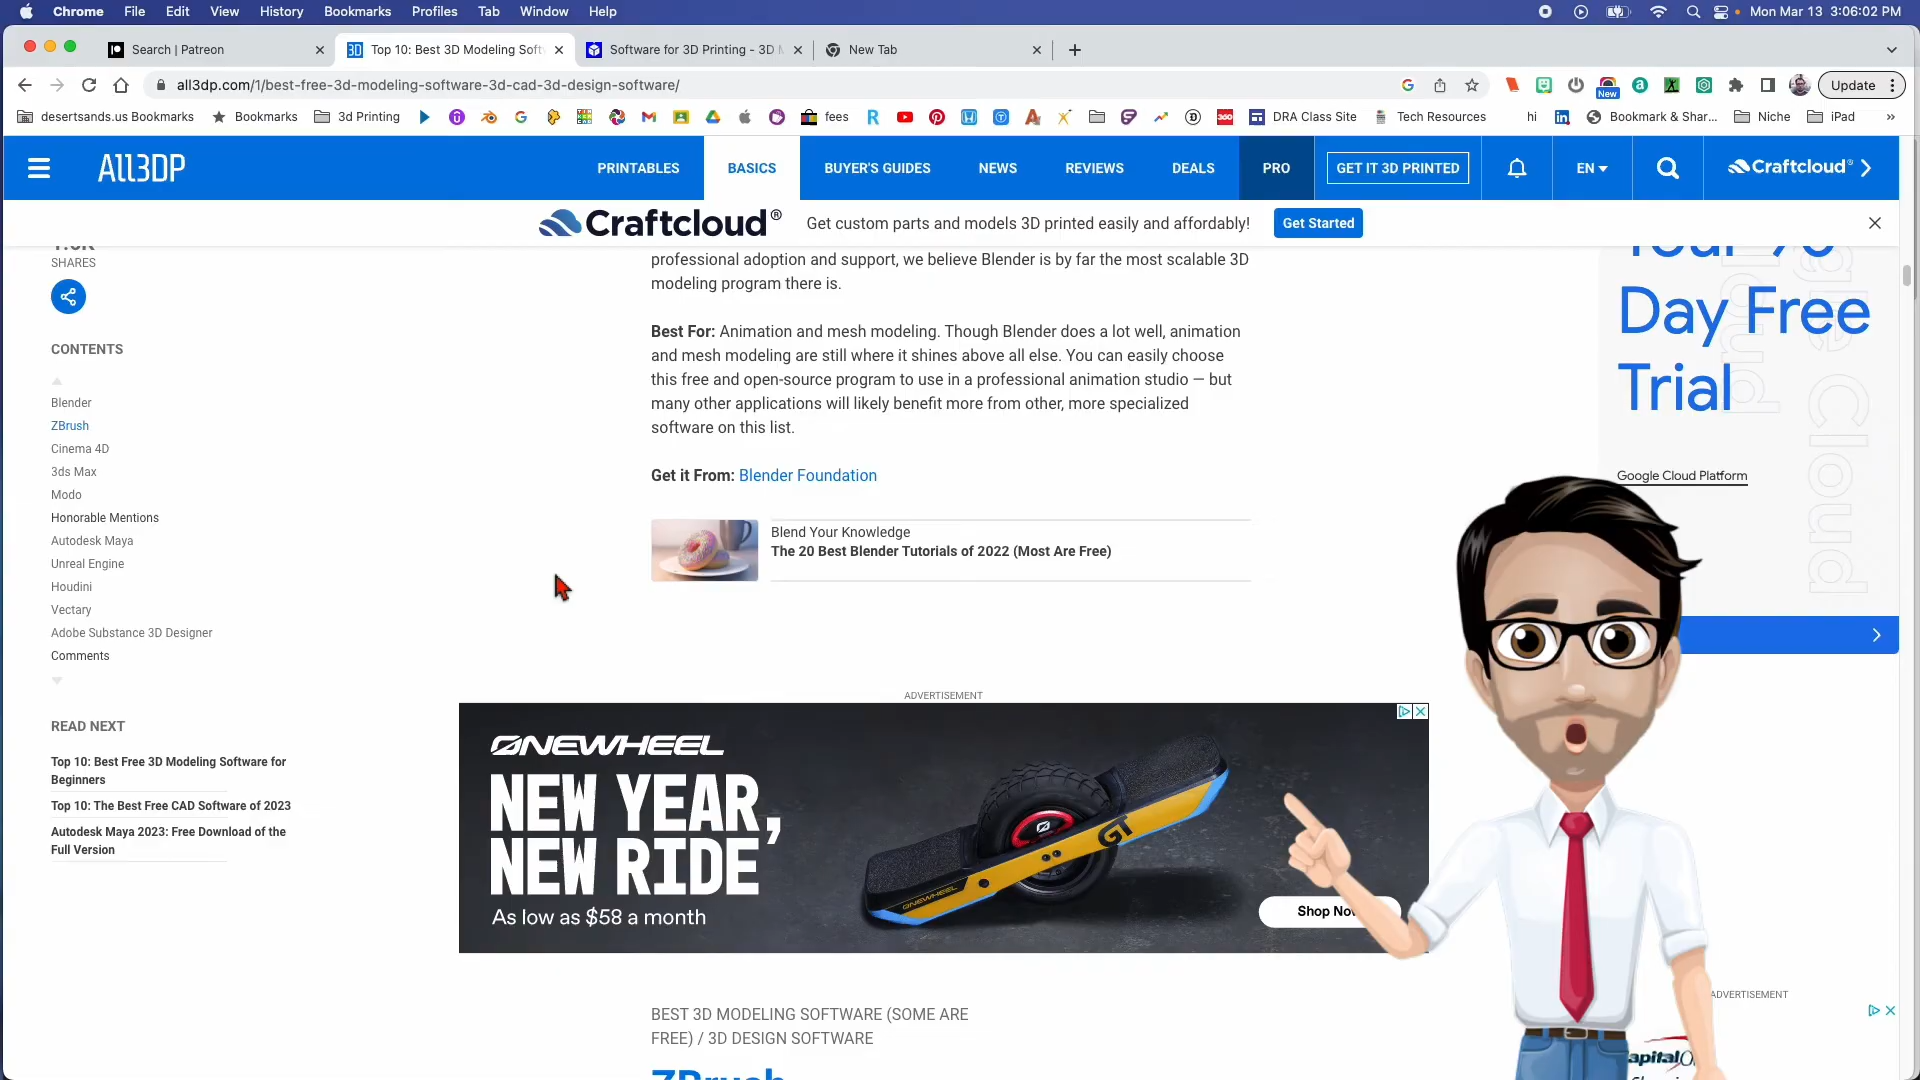 Chrome File Edit View History Bookmarks Profiles Tab Window Help Mon Mar 13 3:06:02 PM
Search | Patreon
Top 10: Best 3D Modeling Soft
Software for 3D Printing - 3D
New Tab
all3dp.com/1/best-free-3d-modeling-software-3d-cad-3d-design-software/
New
Update
desertsands.us Bookmarks Bookmarks 3d Printing fees DRA Class Site Tech Resources hi Bookmark & Shar... Niche iPad »
ALL3DP PRINTABLES BASICS BUYER'S GUIDES NEWS REVIEWS DEALS PRO GET IT 3D PRINTED EN Craftcloud®
Craftcloud® Get custom parts and models 3D printed easily and affordably! Get Started
SHARES
CONTENTS
Blender
ZBrush
Cinema 4D
3ds Max
Modo
Honorable Mentions
Autodesk Maya
Unreal Engine
Houdini
Vectary
Adobe Substance 3D Designer
Comments
READ NEXT
Top 10: Best Free 3D Modeling Software for
Beginners
Top 10: The Best Free CAD Software of 2023
Autodesk Maya 2023: Free Download of the
Full Version
professional adoption and support, we believe Blender is by far the most scalable 3D
modeling program there is.
Best For: Animation and mesh modeling. Though Blender does a lot well, animation
and mesh modeling are still where it shines above all else. You can easily choose
this free and open-source program to use in a professional animation studio — but
many other applications will likely benefit more from other, more specialized
software on this list.
Get it From: Blender Foundation
Blend Your Knowledge
The 20 Best Blender Tutorials of 2022 (Most Are Free)
ADVERTISEMENT
ONEWHEEL
NEW YEAR,
NEW RIDE
As low as $58 a month
ONEWHEEL
GT
Shop
BEST 3D MODELING SOFTWARE (SOME ARE
FREE) / 3D DESIGN SOFTWARE
ZBrush
Day Free
Trial
Cloud
Google Cloud Platform
ADVERTISEMENT